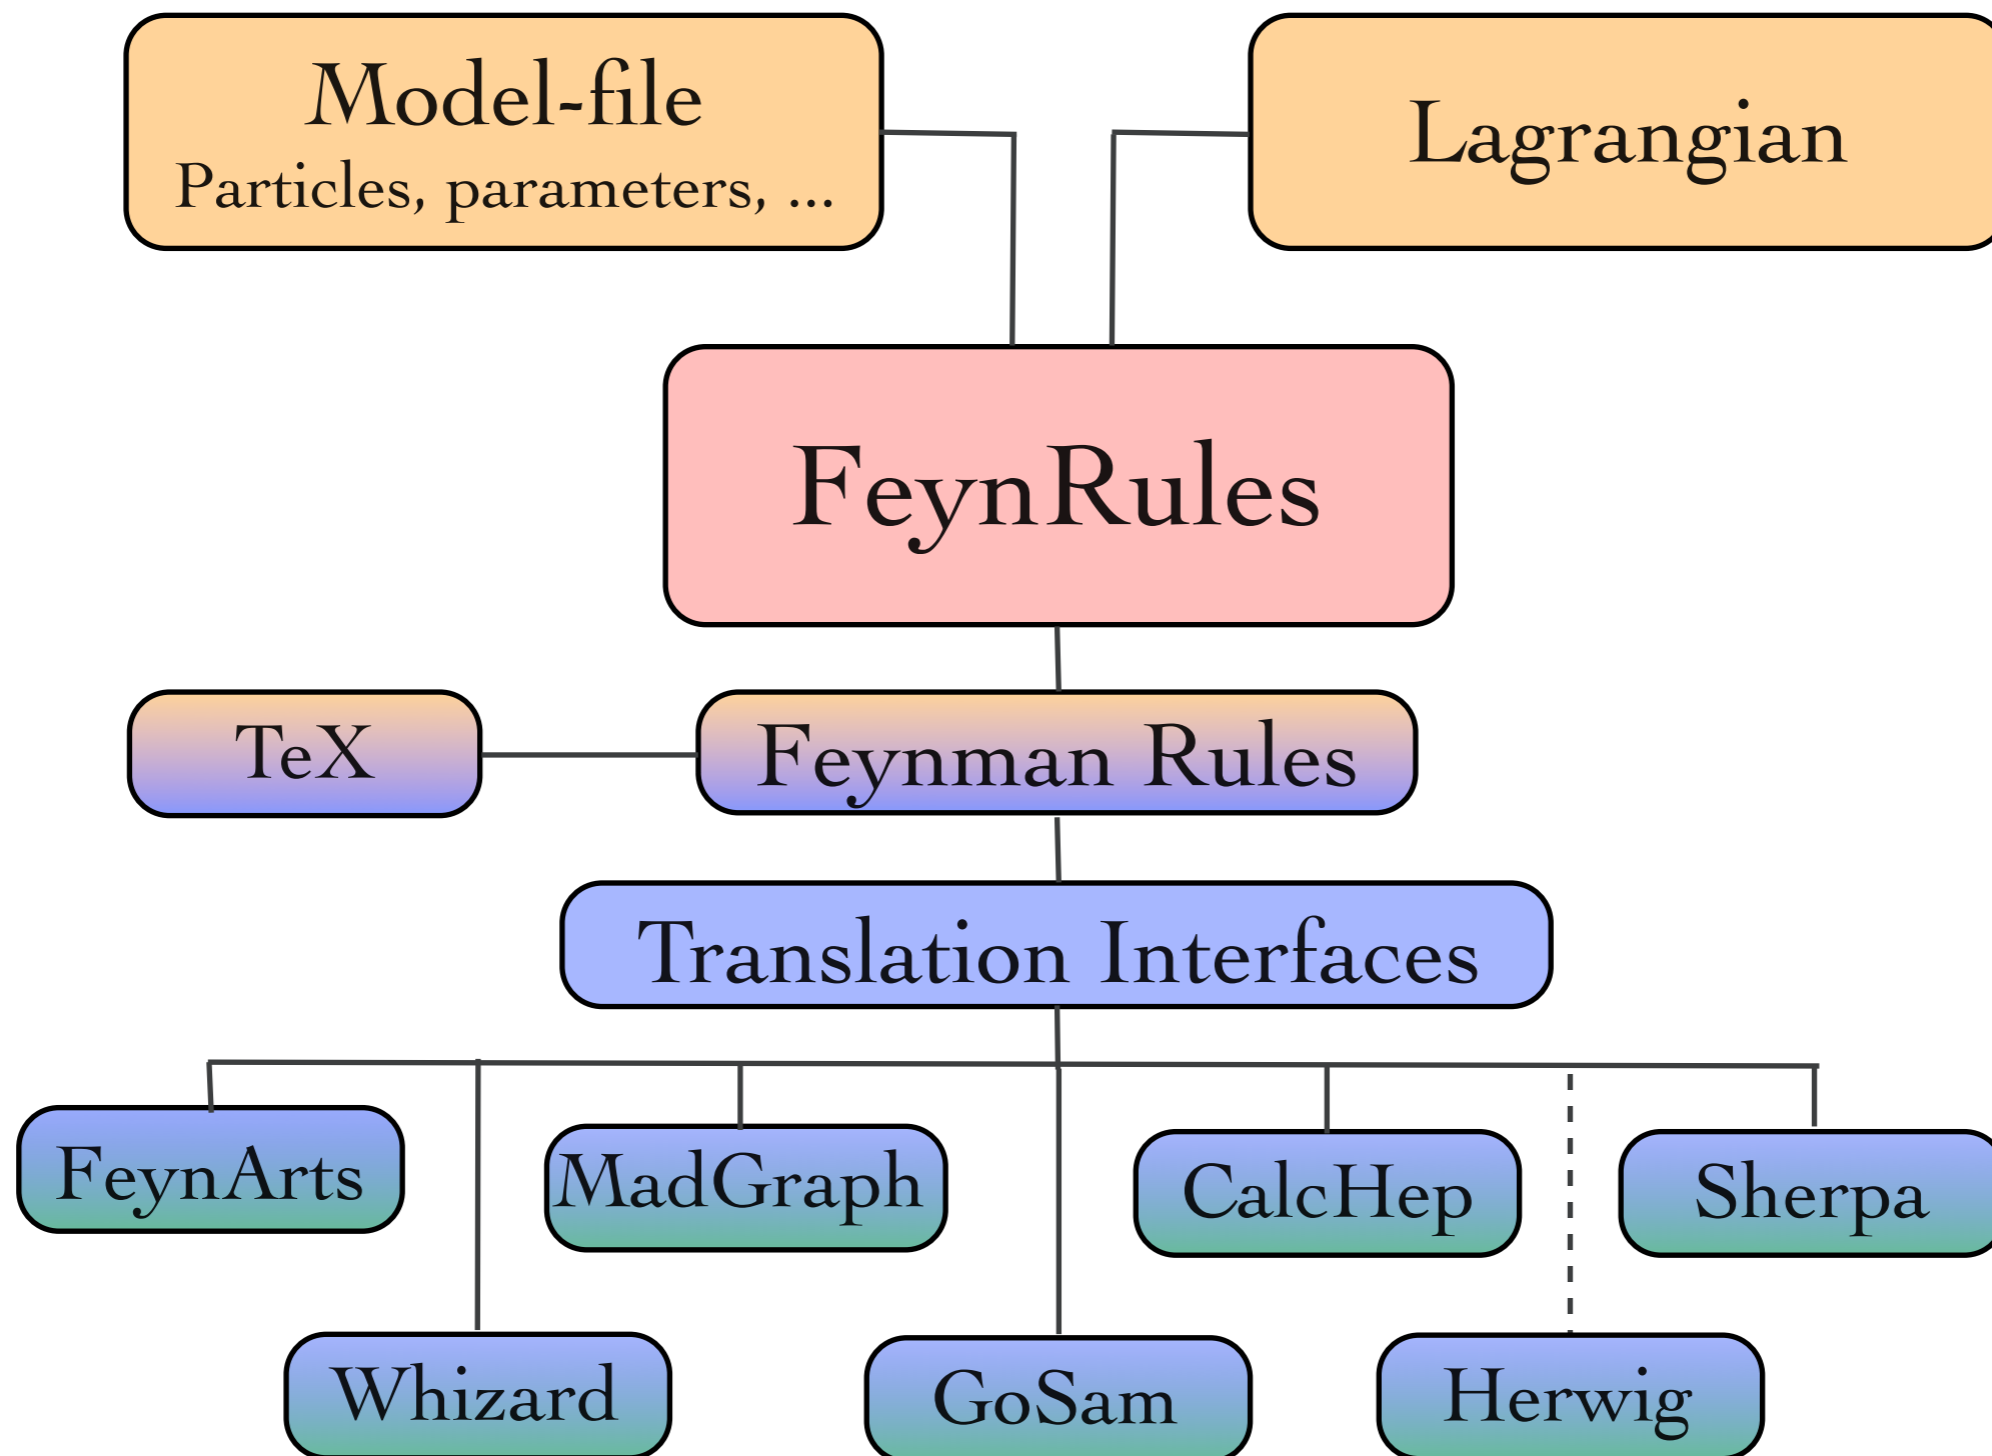 Model-file
Particles, parameters, ...
Lagrangian
FeynRules
TeX
Feynman Rules
Translation Interfaces
FeynArts
MadGraph
CalcHep
Sherpa
Whizard
GoSam
Herwig